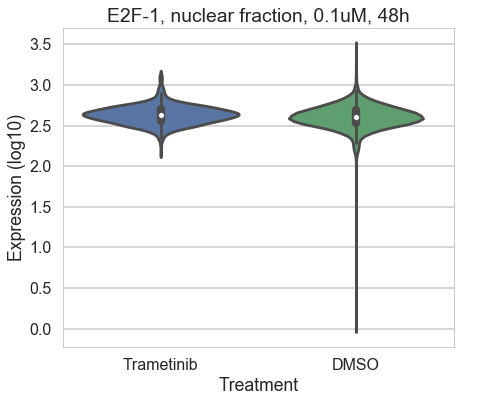 E2F-1, nuclear fraction, 0.1uM, 48h
3.5
3.0
2.5
2.0
1.5
1.0
0.5
0.0
Expression (log10)
Trametinib DMSO
Treatment